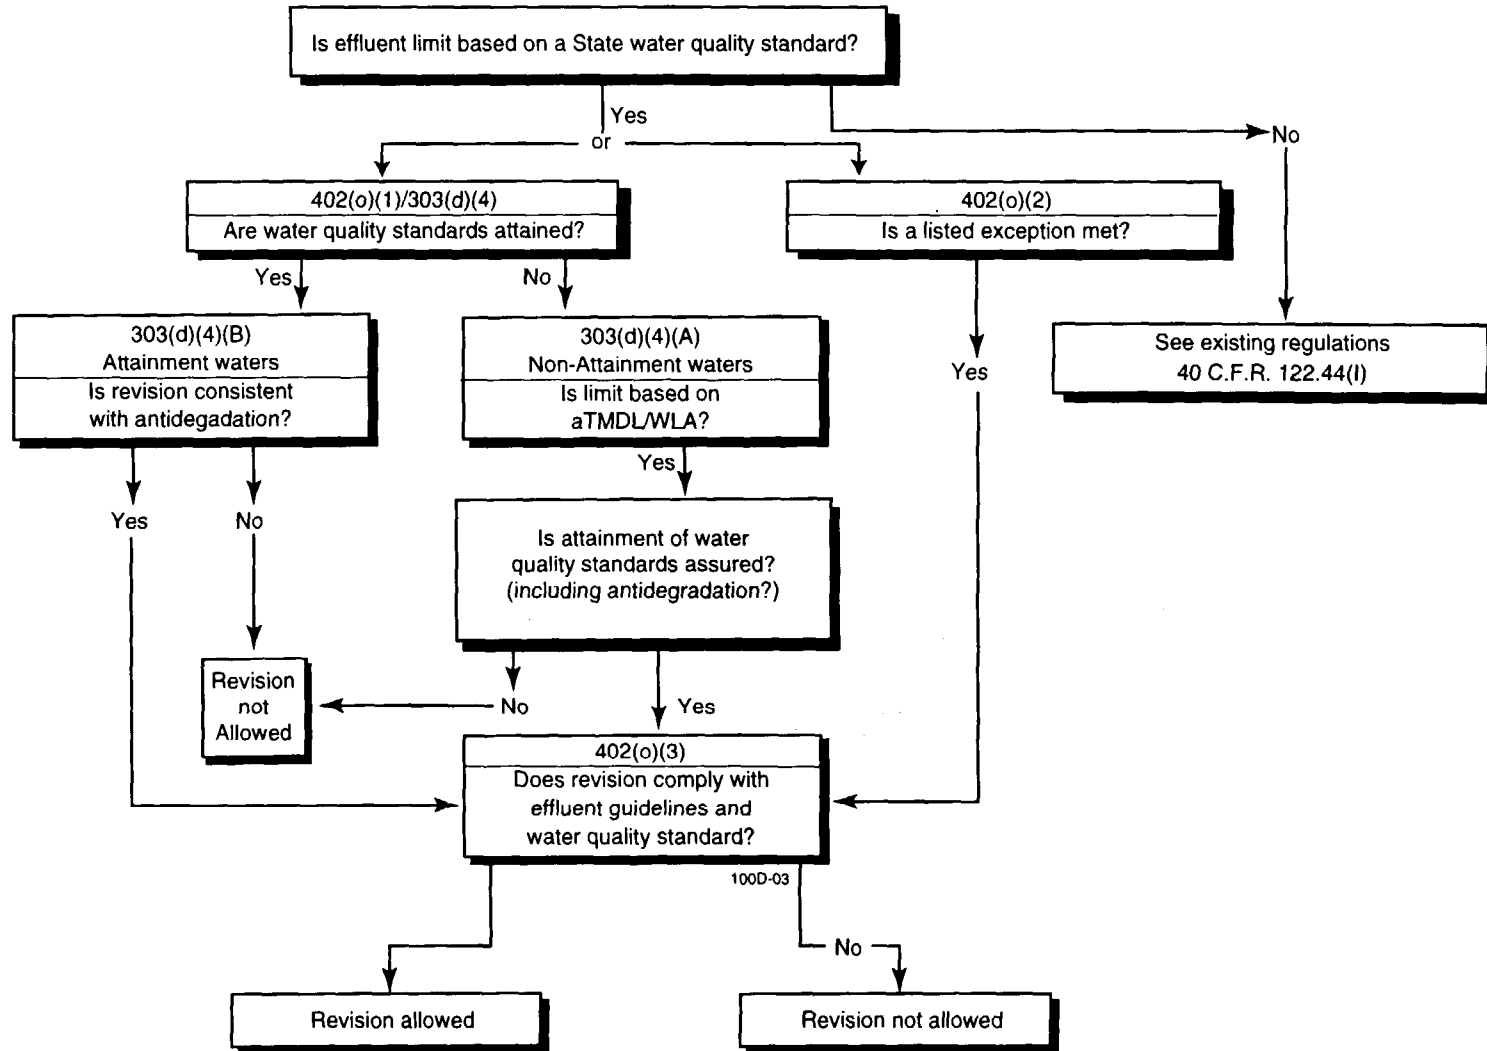 Is effluent limit based on a State water quality standard?
Yes
or
No
402(o)(1)/303(d)(4)
Are water quality standards attained?
402(o)(2)
Is a listed exception met?
Yes
No
303(d)(4)(B)
Attainment waters
Is revision consistent
with antidegadation?
303(d)(4)(A)
Non-Attainment waters
Is limit based on
aTMDL/WLA?
Yes
See existing regulations
40 C.F.R. 122.44(l)
Yes
Yes
No
Is attainment of water
quality standards assured?
(including antidegradation?)
Revision
not
Allowed
No
Yes
402(o)(3)
Does revision comply with
effluent guidelines and
water quality standard?
100D-03
No
Revision allowed
Revision not allowed